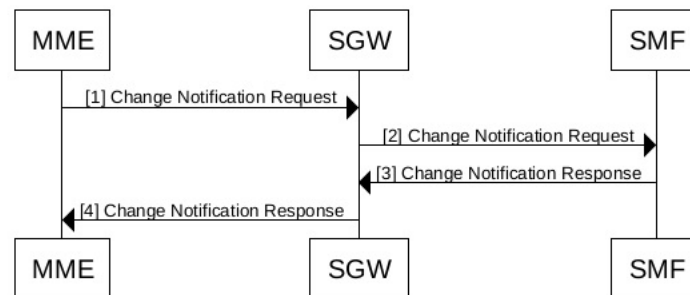 MME SGW SMF
[1] Change Notification Request
[2] Change Notification Request
[3] Change Notification Response
[4] Change Notification Response
MME SGW SMF